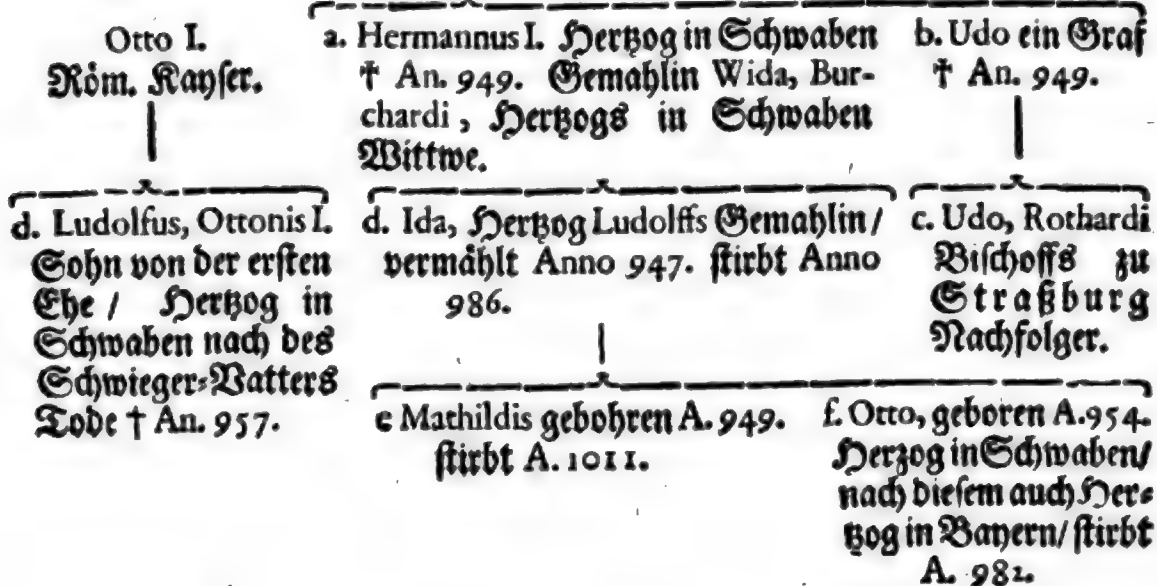 Otto I.
Röm. Kayser.
a. Hermannus I. Hertzog in Schwaben
† An. 949. Gemahlin Wida, Bur-
chardi, Hertzogs in Schwaben
Wittwe.
b. Udo ein Graf
† An. 949.
d. Ludolfus, Ottonis I.
Sohn von der ersten
Ehe / Hertzog in
Schwaben nach des
Schwieger-Vatters
Tode † An. 957.
d. Ida, Hertzog Ludolffs Gemahlin/
vermählt Anno 947. stirbt Anno
986.
c. Udo, Rothardi
Bischoffs zu
Straßburg
Nachfolger.
e Mathildis gebohren A. 949.
stirbt A. 1011.
f. Otto, geboren A. 954.
Herzog in Schwaben/
nach diesem auch Her-
tzog in Bayern/ stirbt
A. 982.